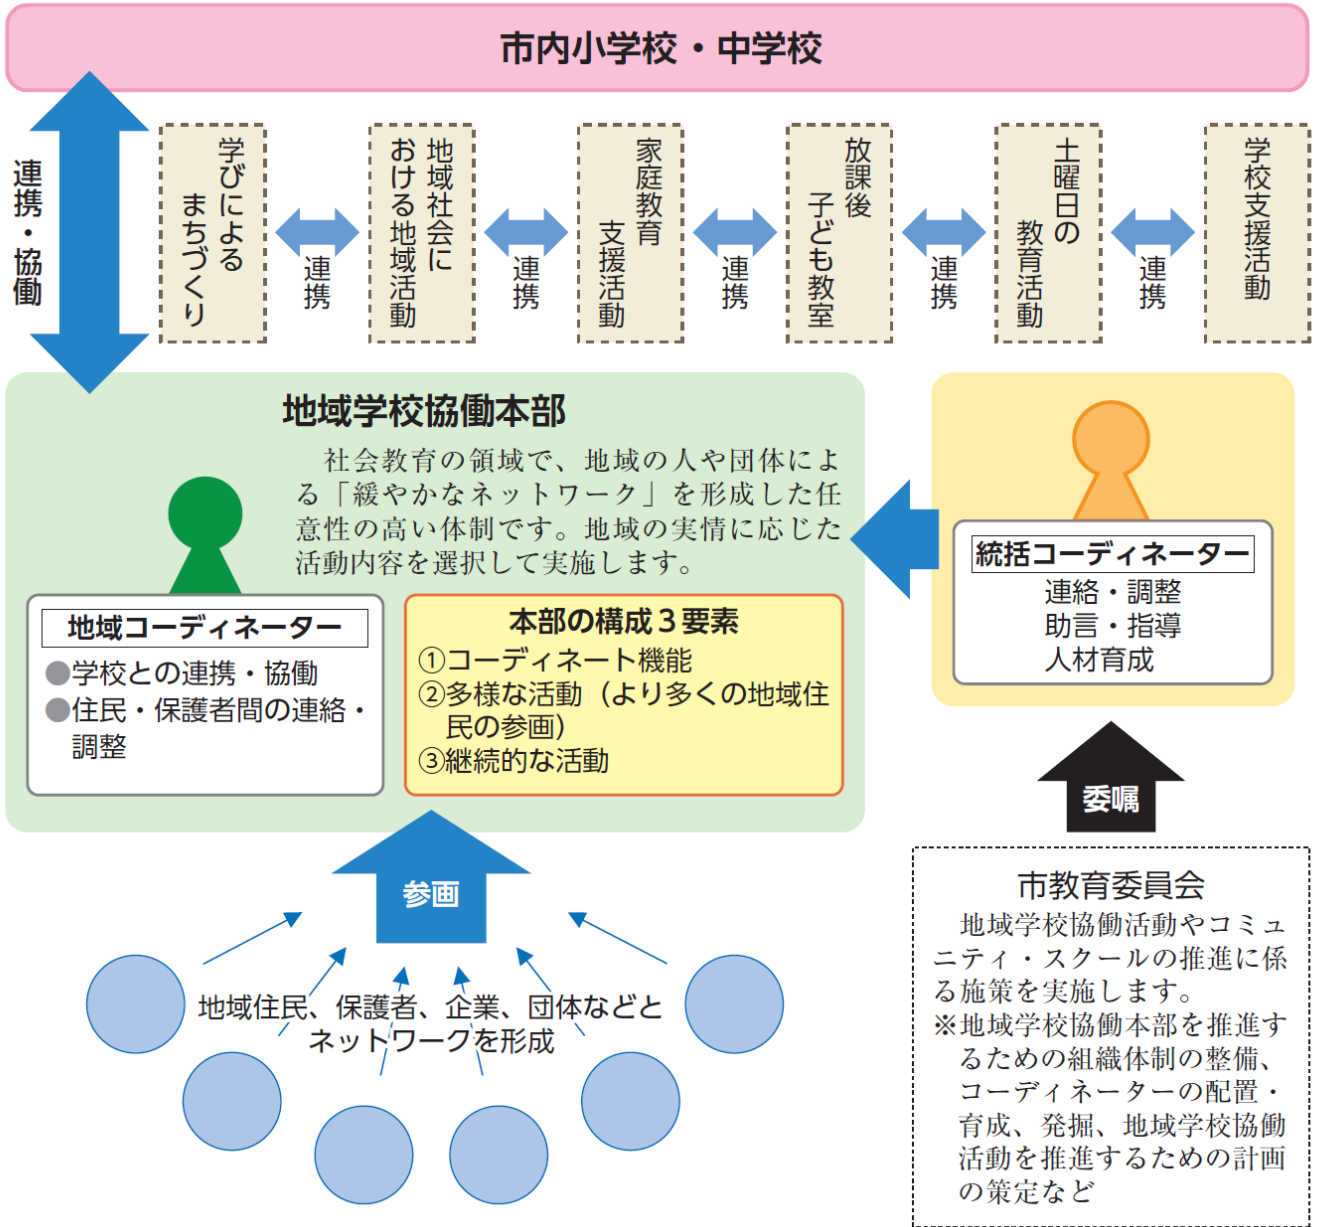 市内小学校・中学校
連携・協働
学びによる
まちづくり
連携
地域社会に
おける地域活動
連携
家庭教育
支援活動
連携
放課後
子ども教室
連携
土曜日の
教育活動
連携
学校支援活動
地域学校協働本部
社会教育の領域で、地域の人や団体によ
る「緩やかなネットワーク」を形成した任
意性の高い体制です。地域の実情に応じた
活動内容を選択して実施します。
地域コーディネーター
●学校との連携・協働
●住民・保護者間の連絡・
調整
本部の構成3要素
①コーディネート機能
②多様な活動（より多くの地域住
民の参画）
③継続的な活動
統括コーディネーター
連絡・調整
助言・指導
人材育成
委嘱
参画
地域住民、保護者、企業、団体などと
ネットワークを形成
市教育委員会
地域学校協働活動やコミュ
ニティ・スクールの推進に係
る施策を実施します。
※地域学校協働本部を推進す
るための組織体制の整備、
コーディネーターの配置・
育成、発掘、地域学校協働
活動を推進するための計画
の策定など